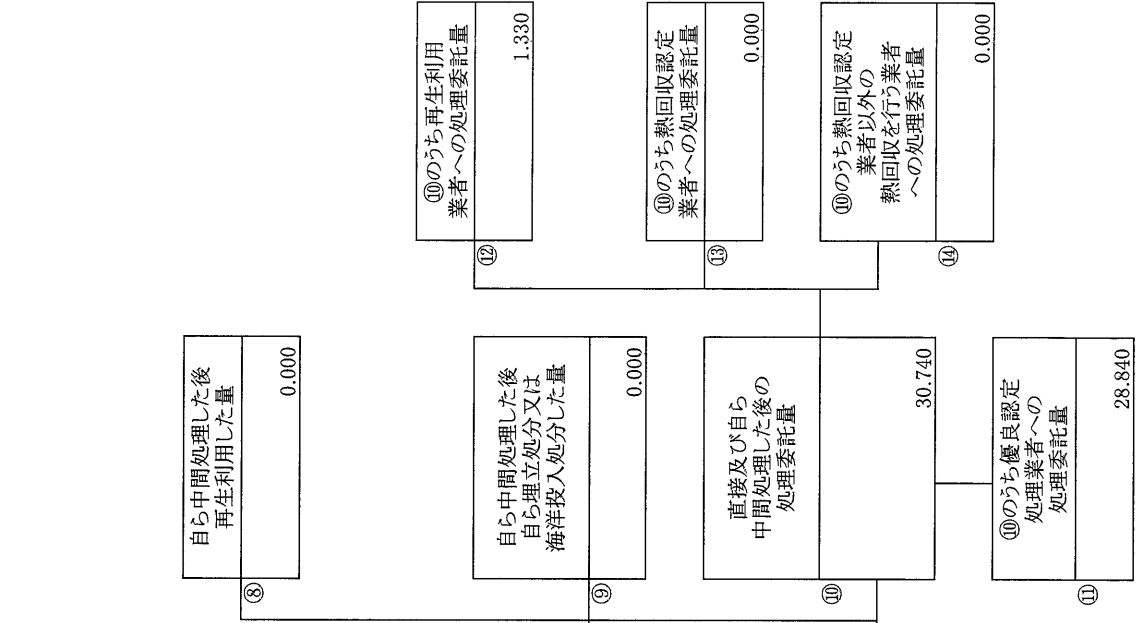 ⑧
自ら中間処理した後
再生利用した量
0.000
⑨
自ら中間処理した後
自ら埋立処分又は
海洋投入処分した量
0.000
⑩
直接及び自ら
中間処理した後の
処理委託量
30.740
⑪
⑩のうち優良認定
処理業者への
処理委託量
28.840
⑫
⑩のうち再生利用
業者への処理委託量
1.330
⑬
⑩のうち熱回収認定
業者への処理委託量
0.000
⑭
⑩のうち熱回収認定
業者以外の
熱回収を行う業者
への処理委託量
0.000